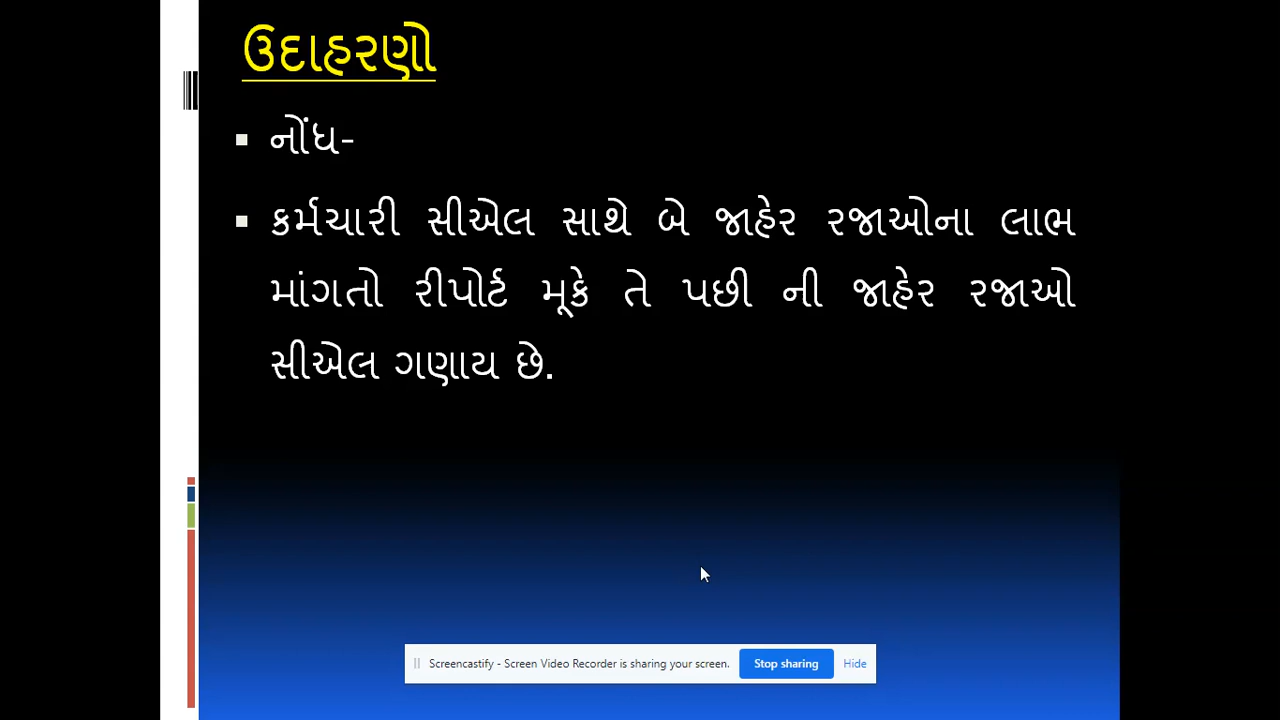 ઉદાહરણો
નોંધ-
કર્મચારી સીએલ સાથે બે જાહેર રજાઓના લાભ
માંગતો રીપોર્ટ મૂકે તે પછી ની જાહેર રજાઓ
સીએલ ગણાય છે.
Screencastify - Screen Video Recorder is sharing your screen. Stop sharing Hide